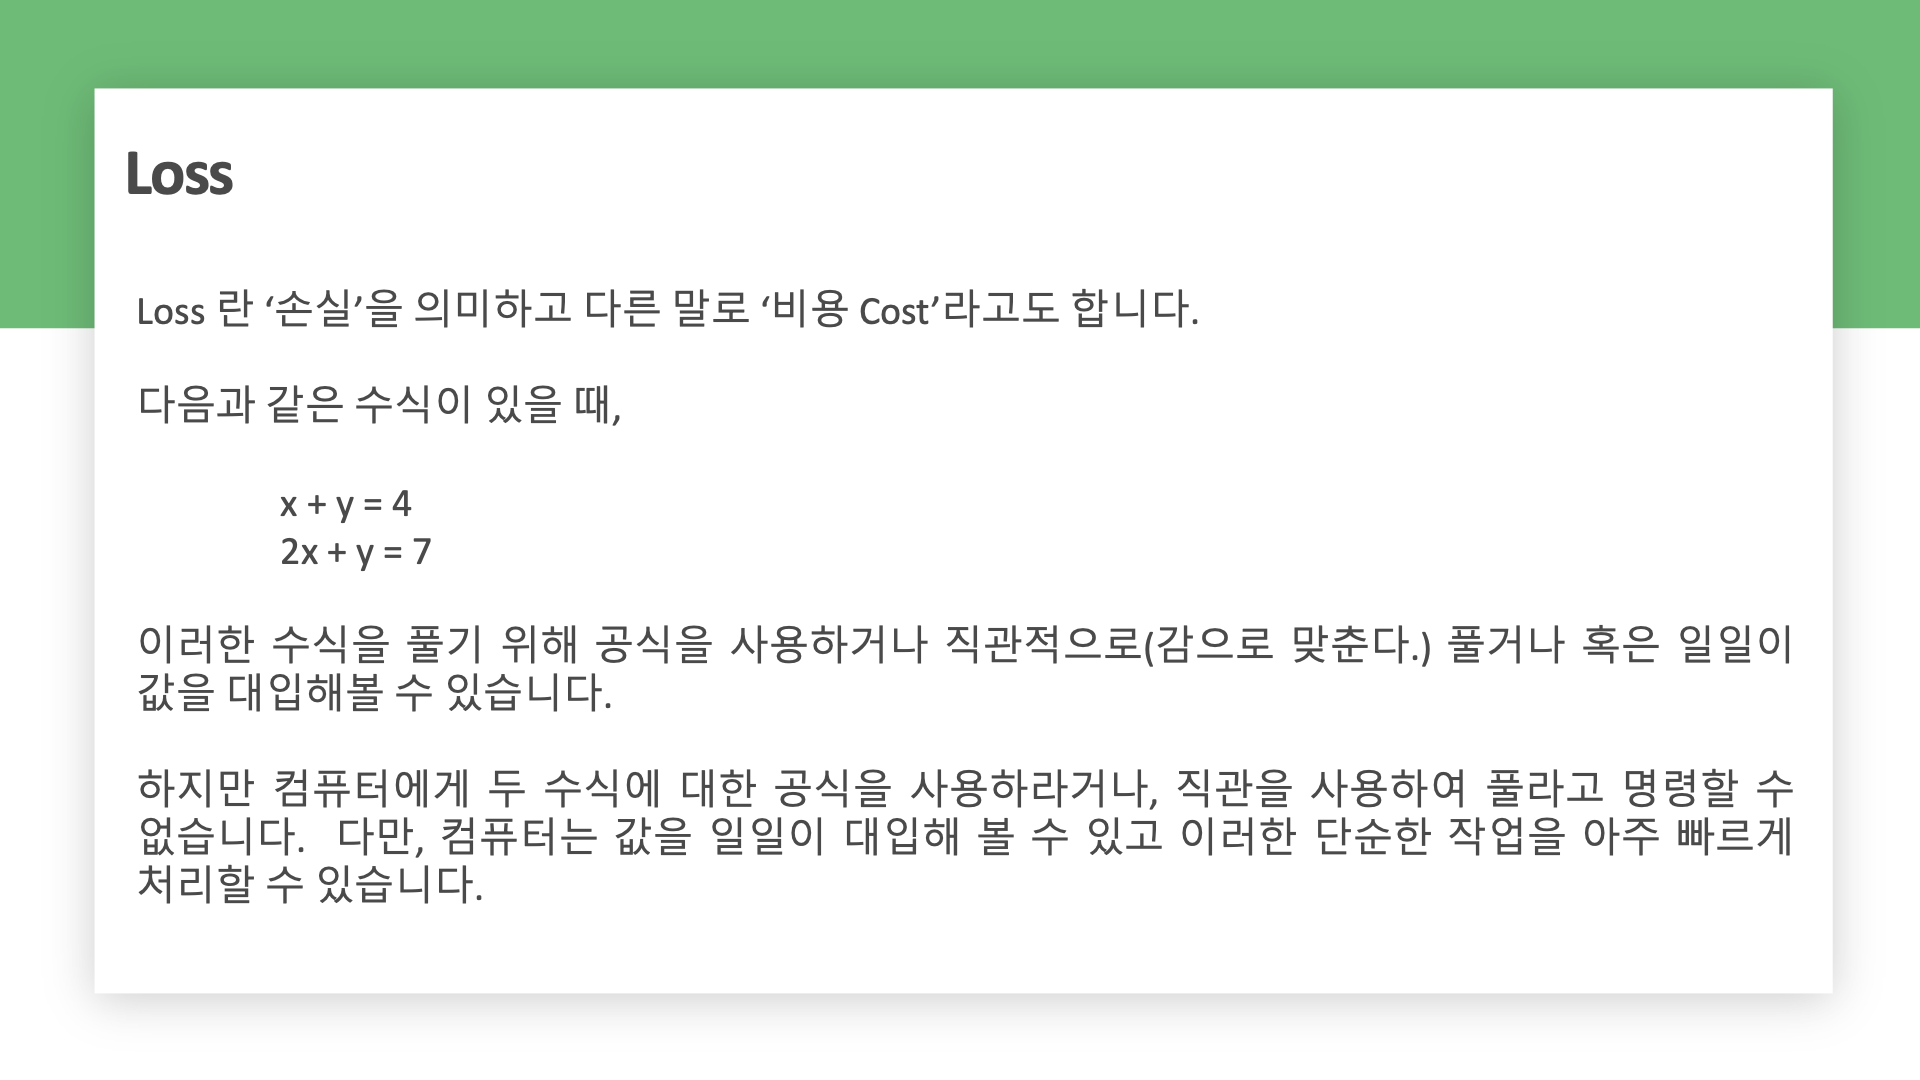 Loss
Loss 란 ‘손실’을 의미하고 다른 말로 ‘비용 Cost’라고도 합니다.
다음과 같은 수식이 있을 때,
x + y = 4
2x + y = 7
이러한 수식을 풀기 위해 공식을 사용하거나 직관적으로(감으로 맞춘다.) 풀거나 혹은 일일이
값을 대입해볼 수 있습니다.
하지만 컴퓨터에게 두 수식에 대한 공식을 사용하라거나, 직관을 사용하여 풀라고 명령할 수
없습니다.  다만, 컴퓨터는 값을 일일이 대입해 볼 수 있고 이러한 단순한 작업을 아주 빠르게
처리할 수 있습니다.